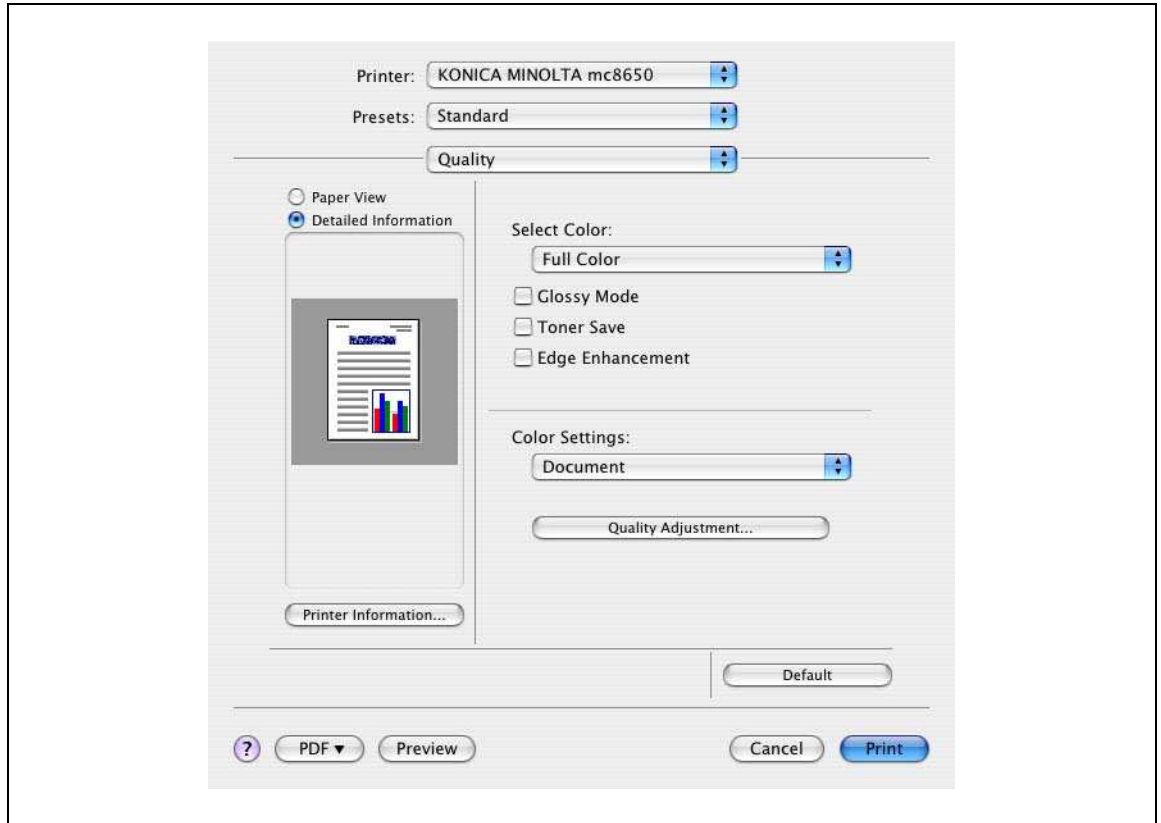 Printer: KONICA MINOLTA mc8650
Presets: Standard
Quality
Paper View
Detailed Information
Select Color:
Full Color
Glossy Mode
Toner Save
Edge Enhancement
Color Settings:
Document
Quality Adjustment...
Printer Information...
Default
? PDF ▼ Preview Cancel Print